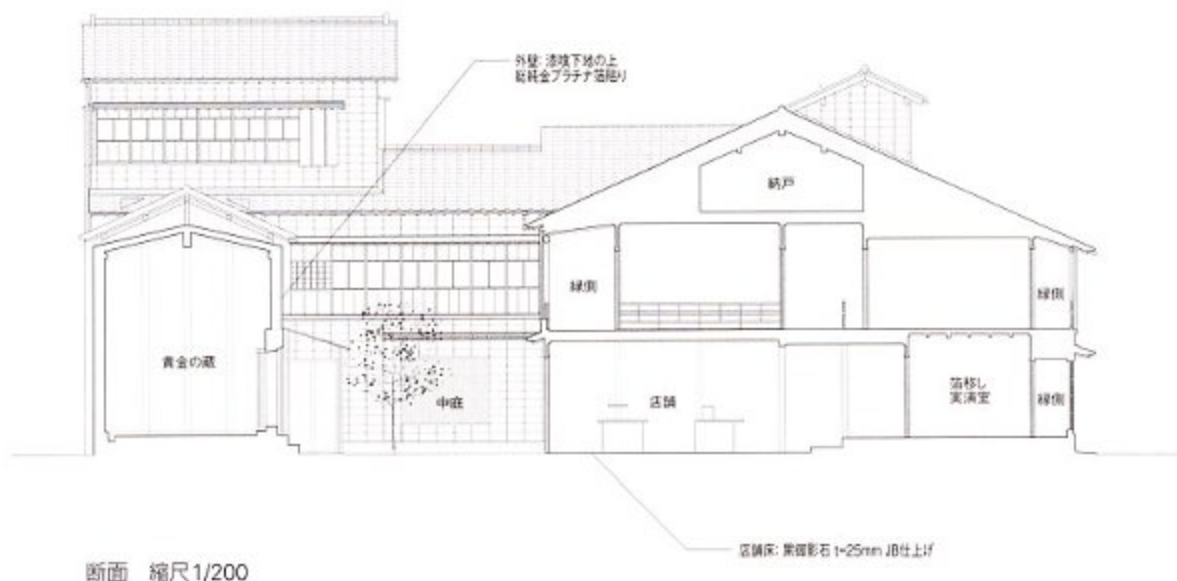 外壁: 漆喰下地の上
総純金プラチナ箔貼り
納戸
縁側
縁側
黄金の蔵
中庭
店舗
箔移し
実演室
縁側
店舗床: 黒御影石 t=25mm JB仕上げ
断面 縮尺1/200